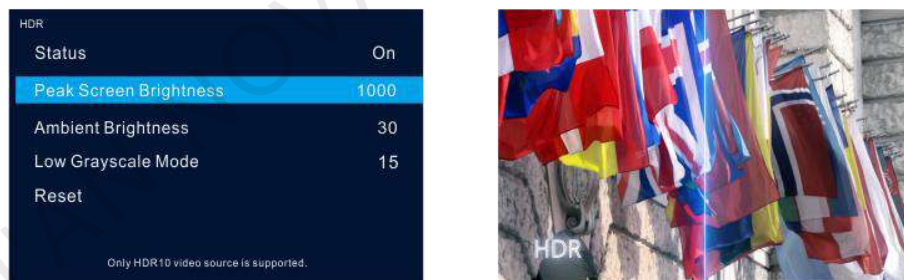 HDR
Status On
Peak Screen Brightness 1000
Ambient Brightness 30
Low Grayscale Mode 15
Reset
Only HDR10 video source is supported.
HDR